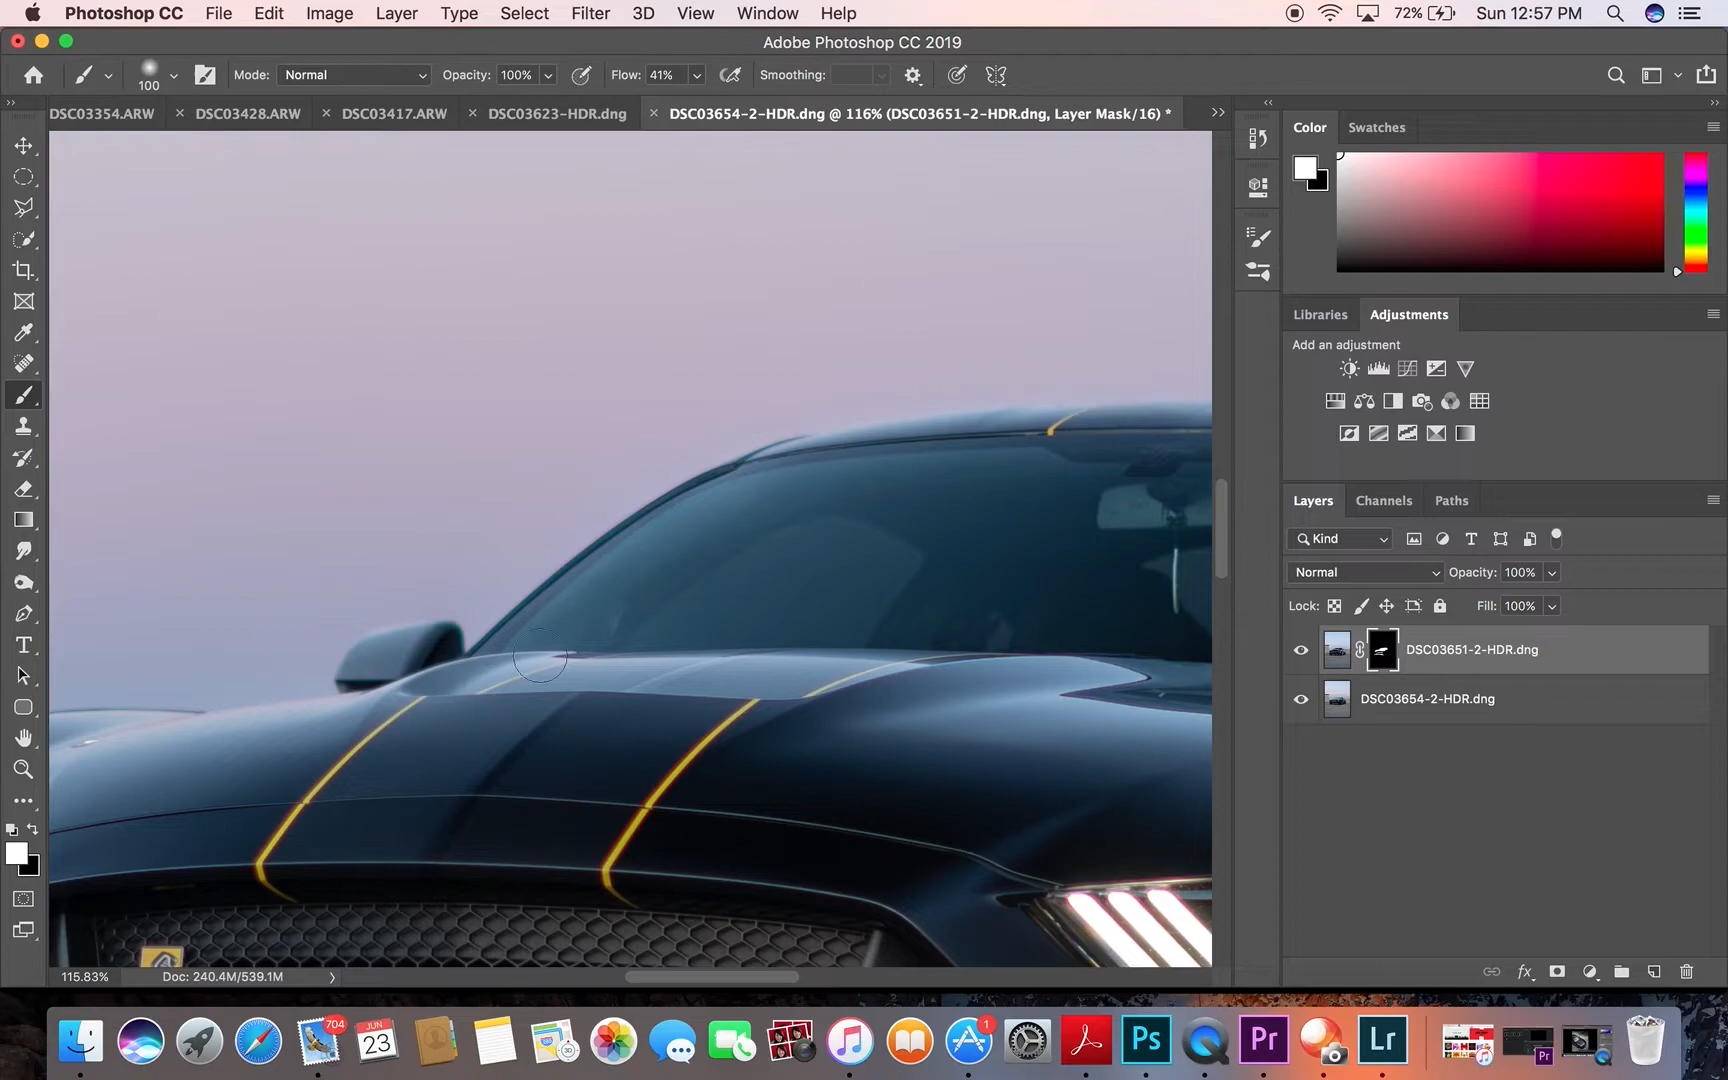 Photoshop CC File Edit Image Layer Type Select Filter 3D View Window Help 72% Sun 12:57 PM
Adobe Photoshop CC 2019
100 Mode: Normal Opacity: 100% Flow: 41% Smoothing:
DSC03354.ARW × DSC03428.ARW × DSC03417.ARW × DSC03623-HDR.dng × DSC03654-2-HDR.dng @ 116% (DSC03651-2-HDR.dng, Layer Mask/16) *
Color Swatches
Libraries Adjustments
Add an adjustment
Layers Channels Paths
Kind
Normal Opacity: 100%
Lock: Fill: 100%
DSC03651-2-HDR.dng
DSC03654-2-HDR.dng
fx
115.83% Doc: 240.4M/539.1M
704
JUN
23
30
1
Ps
Pr
Lr
Pr